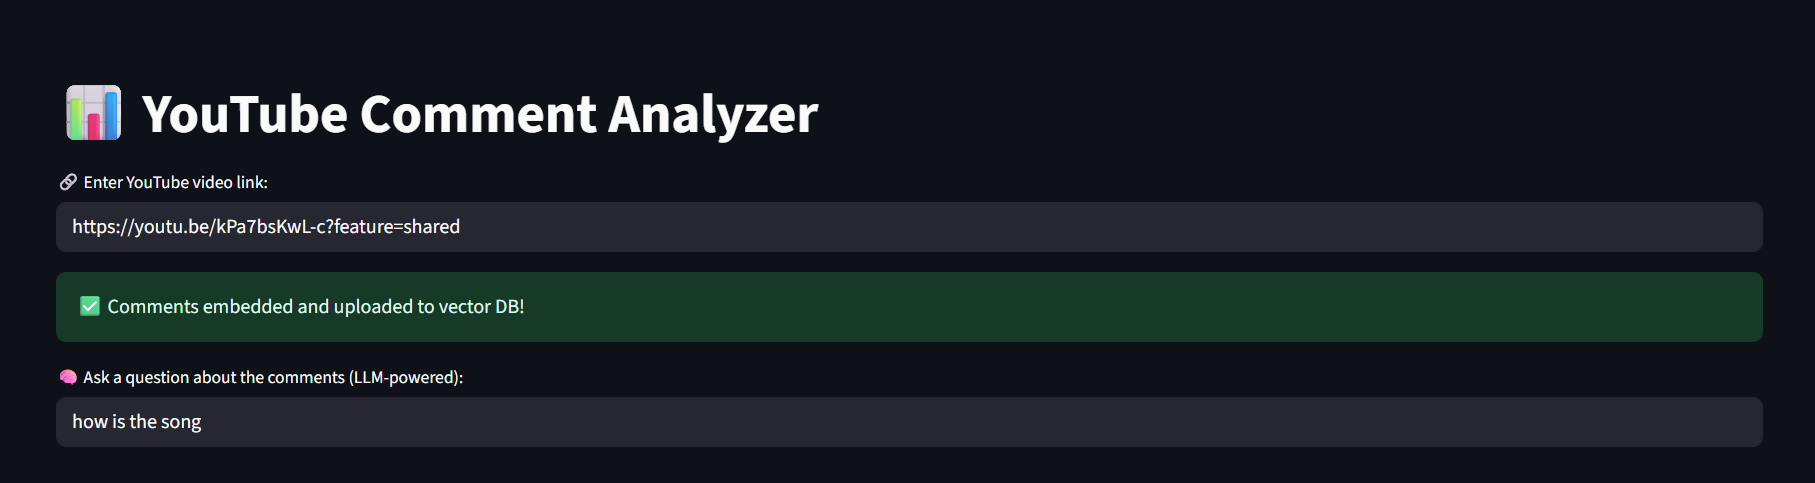 📊 YouTube Comment Analyzer
🔗 Enter YouTube video link:
https://youtu.be/kPa7bsKwL-c?feature=shared
✅ Comments embedded and uploaded to vector DB!
🧠 Ask a question about the comments (LLM-powered):
how is the song